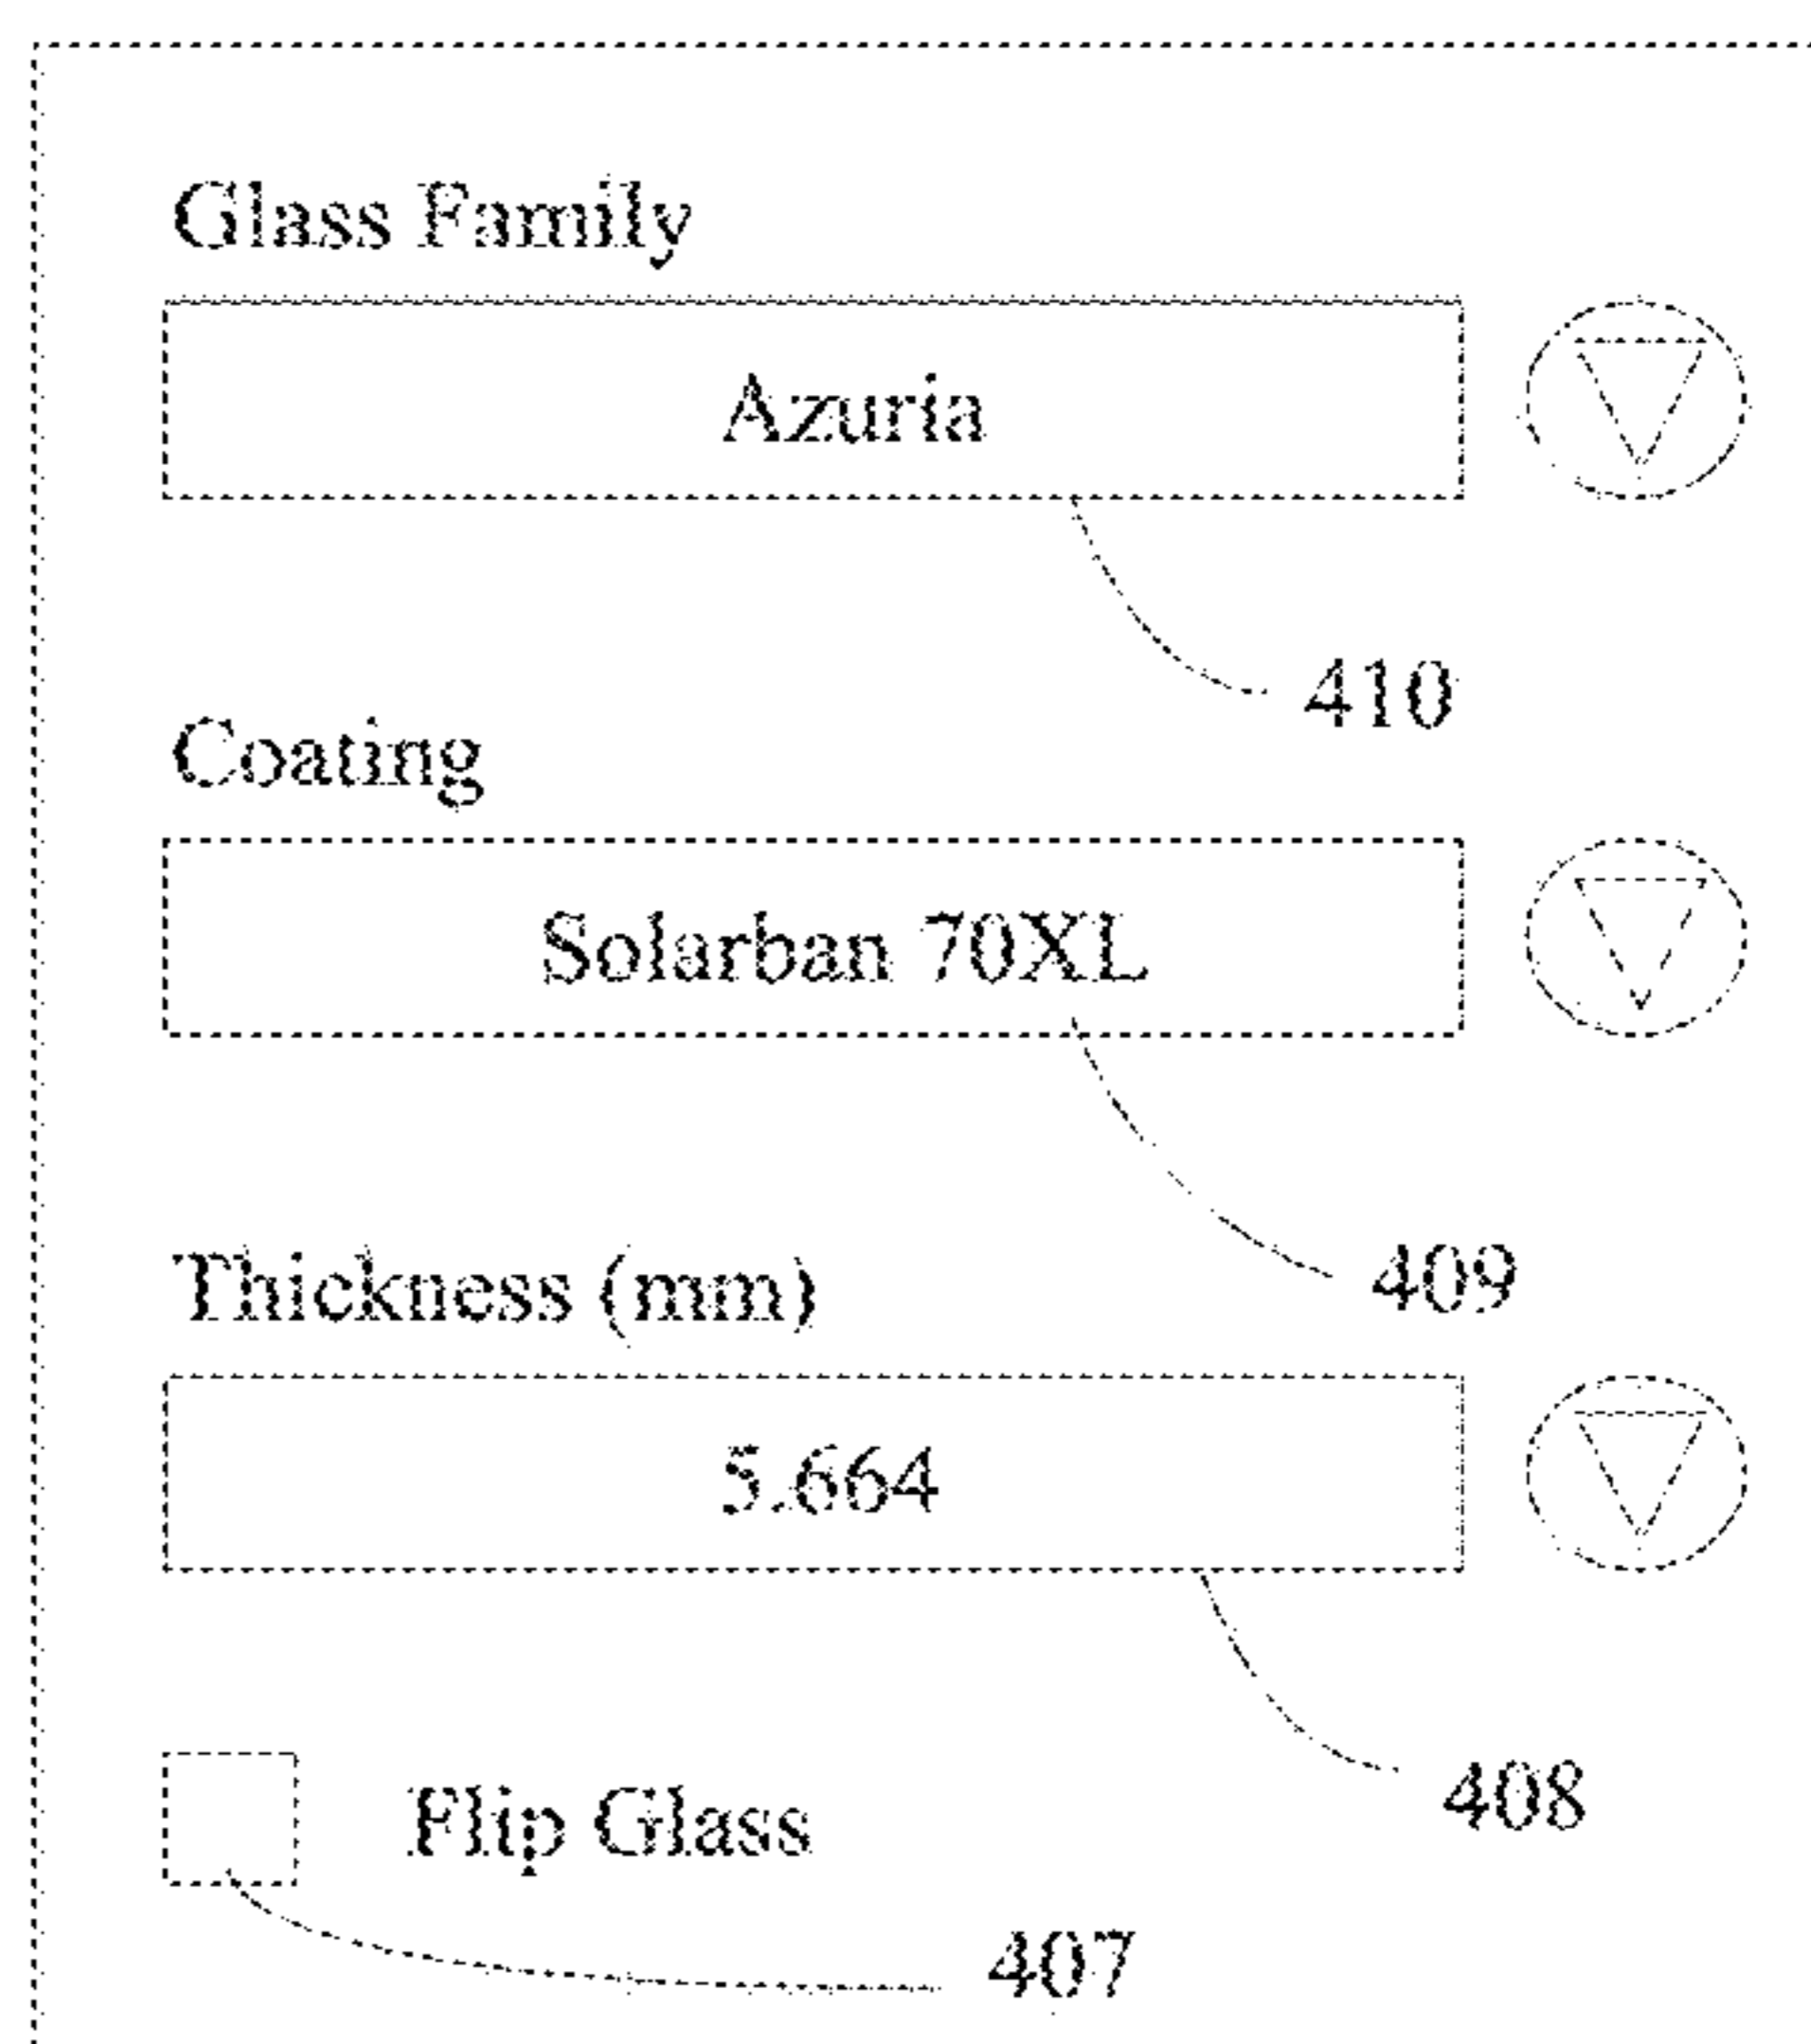 Glass Family
Azuria
410
Coating
Solarban 70XL
409
Thickness (mm)
5.664
408
Flip Glass
407